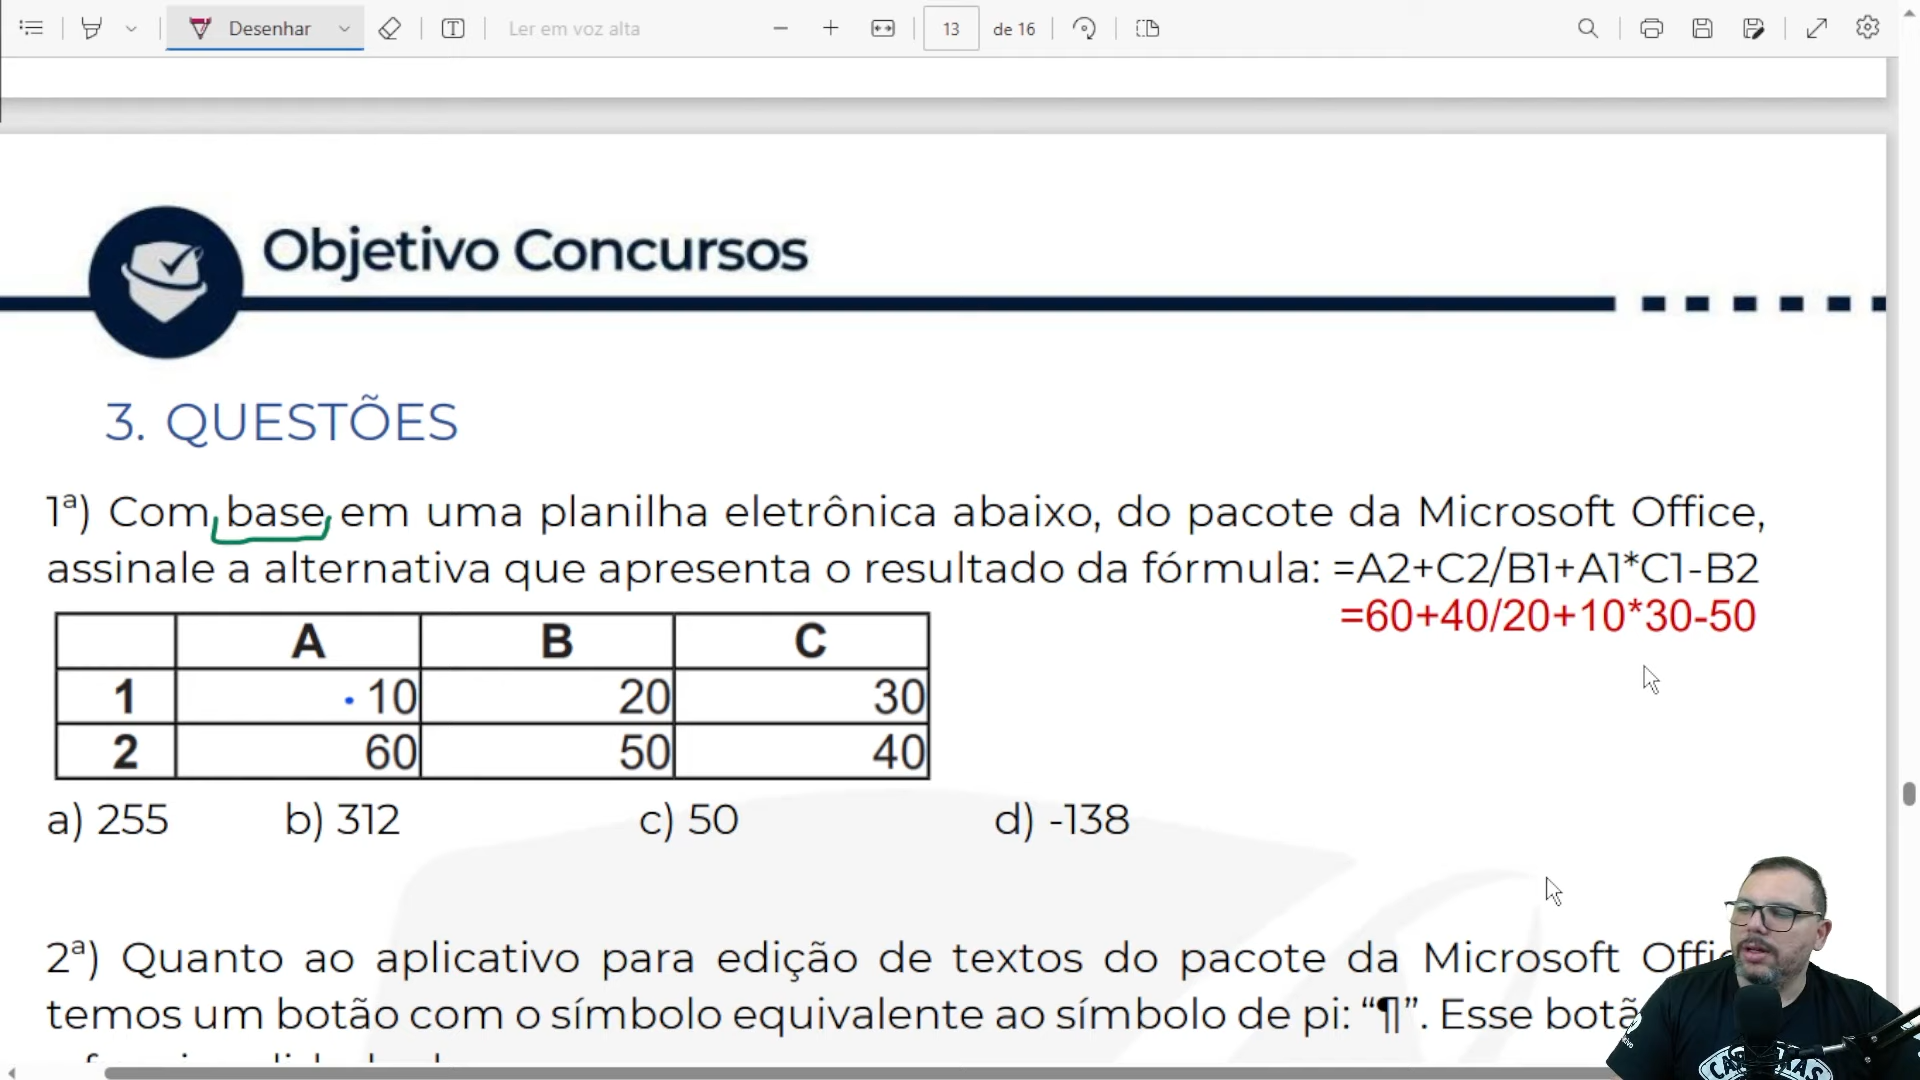 Desenhar
Ler em voz alta
13 de 16
Objetivo Concursos
3. QUESTÕES
1ª) Com base em uma planilha eletrônica abaixo, do pacote da Microsoft Office,
assinale a alternativa que apresenta o resultado da fórmula: =A2+C2/B1+A1*C1-B2
=60+40/20+10*30-50
A B C
1 10 20 30
2 60 50 40
a) 255 b) 312 c) 50 d) -138
2ª) Quanto ao aplicativo para edição de textos do pacote da Microsoft
temos um botão com o símbolo equivalente ao símbolo de pi: “¶”. Esse